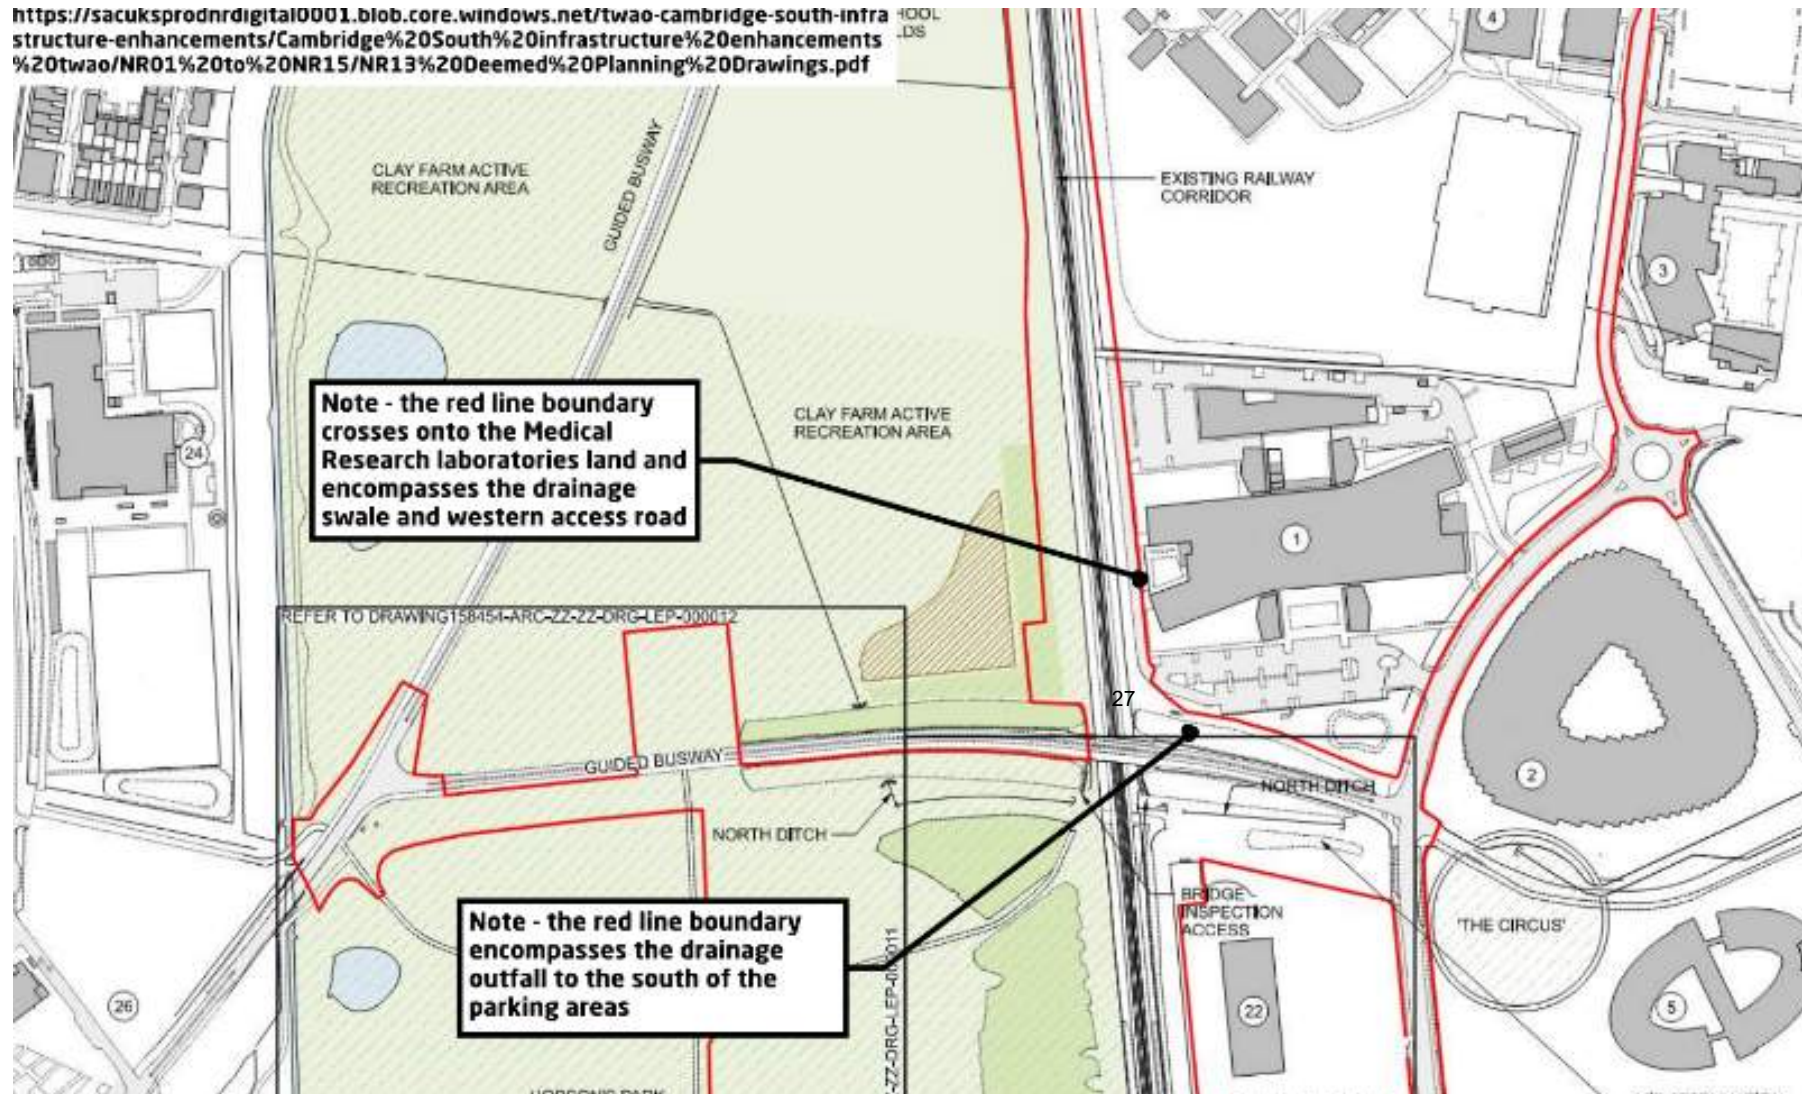 https://sacuksprodnrdigital0001.blob.core.windows.net/twao-cambridge-south-infra
structure-enhancements/Cambridge%20South%20infrastructure%20enhancements
%20twao/NR01%20to%20NR15/NR13%20Deemed%20Planning%20Drawings.pdf
4
CLAY FARM ACTIVE
RECREATION AREA
GUIDED BUSWAY
EXISTING RAILWAY
CORRIDOR
3
Note - the red line boundary
crosses onto the Medical
Research laboratories land and
encompasses the drainage
swale and western access road
CLAY FARM ACTIVE
RECREATION AREA
24
1
REFER TO DRAWING158454-ARC-ZZ-ZZ-DRG-LEP-000012
27
GUIDED BUSWAY
NORTH DITCH
2
NORTH DITCH
BRIDGE
INSPECTION
ACCESS
'THE CIRCUS'
Note - the red line boundary
encompasses the drainage
outfall to the south of the
parking areas
26
22
5